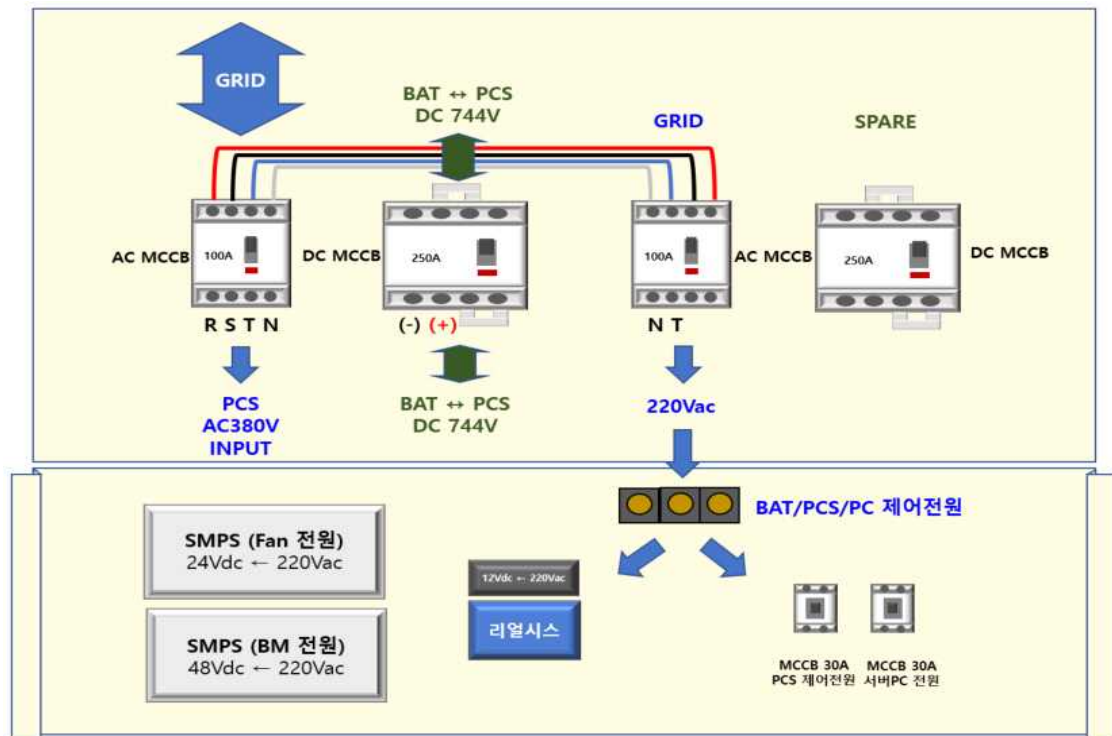 GRID
BAT ↔ PCS
DC 744V
GRID
SPARE
AC MCCB
100A
DC MCCB
250A
100A
AC MCCB
250A
DC MCCB
R S T N
(-) (+)
N T
PCS
AC380V
INPUT
BAT ↔ PCS
DC 744V
220Vac
BAT/PCS/PC 제어전원
SMPS (Fan 전원)
24Vdc ← 220Vac
12Vdc ← 220Vac
리얼시스
SMPS (BM 전원)
48Vdc ← 220Vac
MCCB 30A
PCS 제어전원
MCCB 30A
서버PC 전원